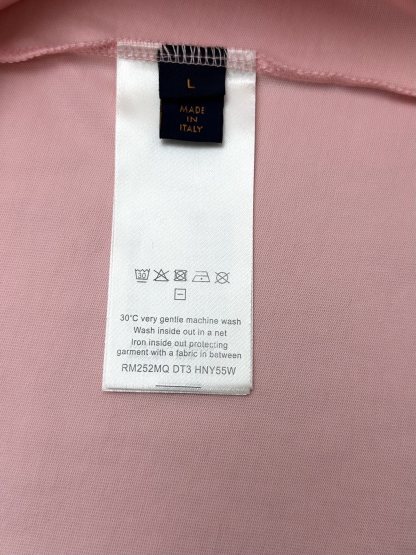 L
MADE
IN
ITALY
30
30°C very gentle machine wash
Wash inside out in a net
Iron inside out protecting
garment with a fabric in between
RM252MQ DT3 HNY55W